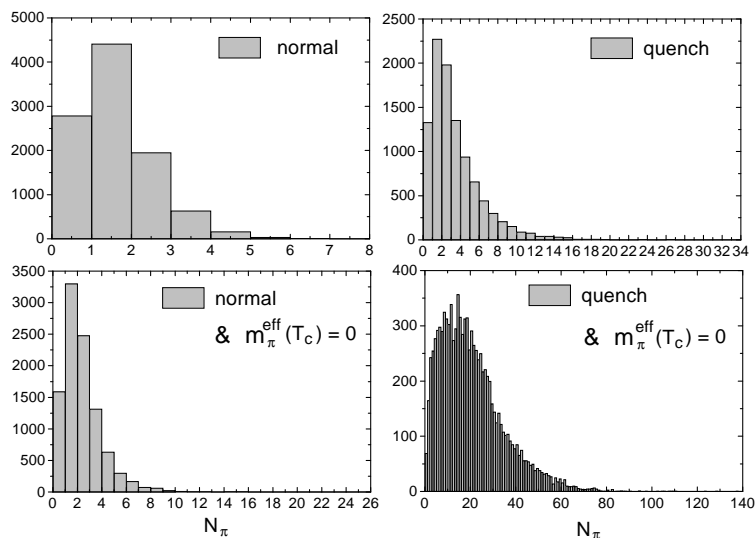 normal
5000
4000
3000
2000
1000
0
0 1 2 3 4 5 6 7 8
quench
2500
2000
1500
1000
500
0
0 2 4 6 8 10 12 14 16 18 20 22 24 26 28 30 32 34
normal
& m_π^eff(T_c)=0
3500
3000
2500
2000
1500
1000
500
0
0 2 4 6 8 10 12 14 16 18 20 22 24 26
N_π
quench
& m_π^eff(T_c)=0
400
300
200
100
0
0 20 40 60 80 100 120 140
N_π